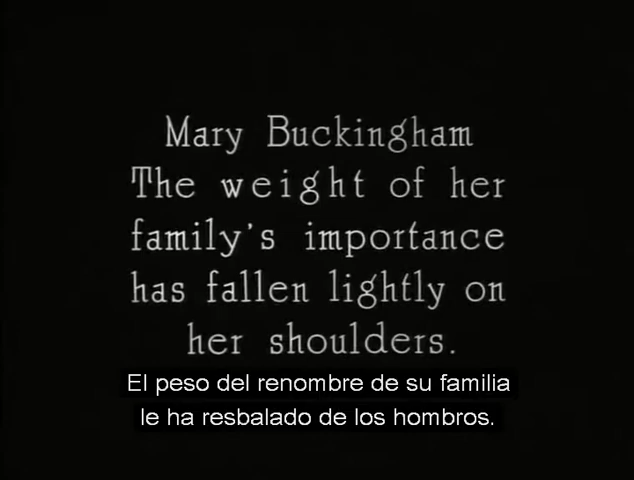 Mary Buckingham
The weight of her
family's importance
has fallen lightly on
her shoulders.
El peso del renombre de su familia
le ha resbalado de los hombros.